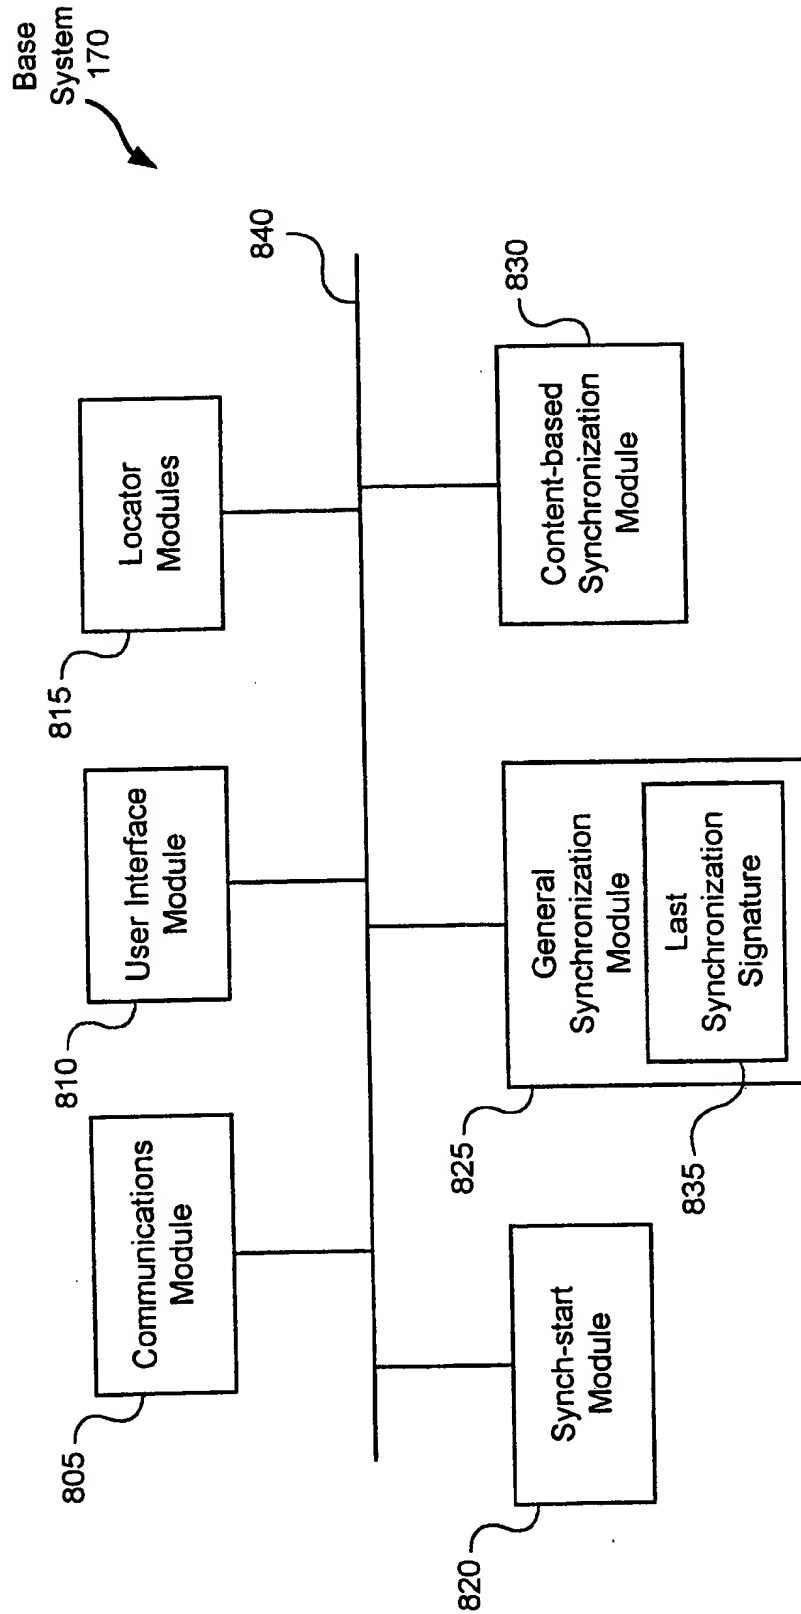 Base
System
170
805
Communications
Module
810
User Interface
Module
815
Locator
Modules
840
820
Synch-start
Module
825
General
Synchronization
Module
835
Last
Synchronization
Signature
830
Content-based
Synchronization
Module